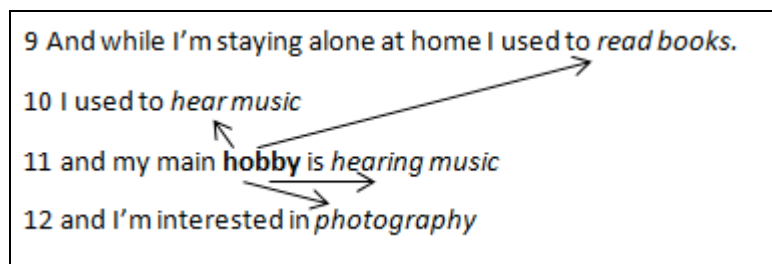 9 And while I'm staying alone at home I used to read books.
10 I used to hear music
11 and my main hobby is hearing music
12 and I'm interested in photography